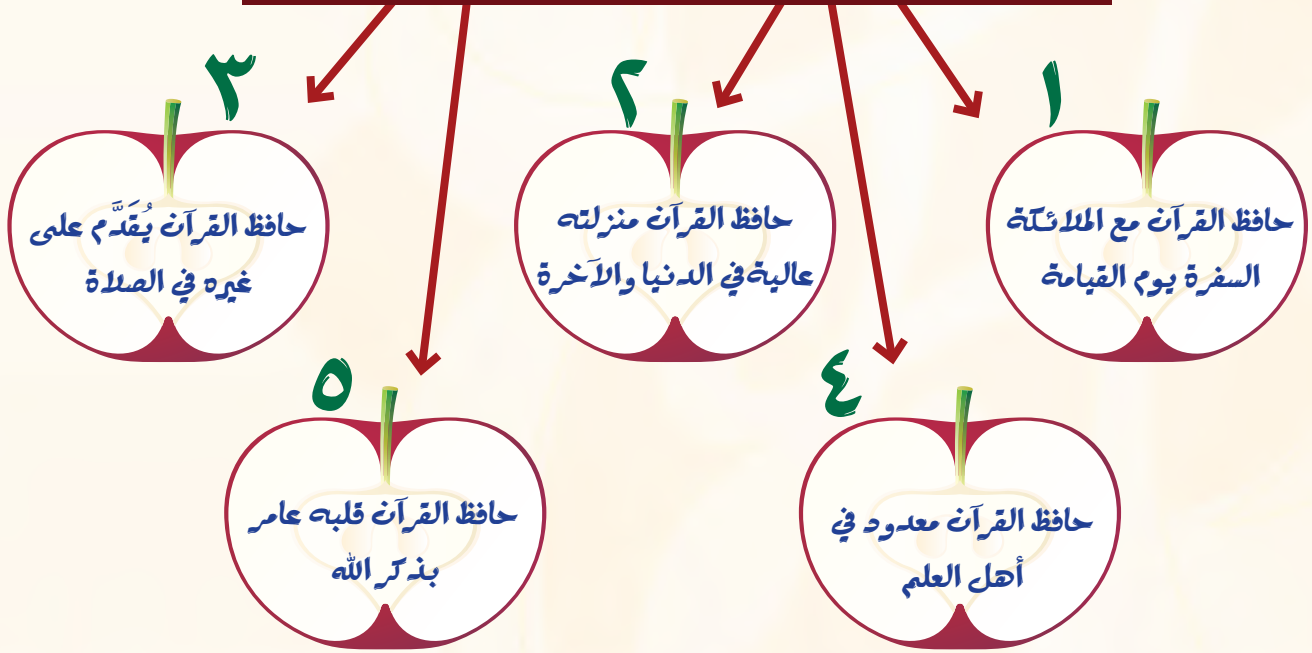 ١
حافظ القرآن مع الملائكة
السفرة يوم القيامة
٢
حافظ القرآن منزلته
عالية في الدنيا والآخرة
٣
حافظ القرآن يُقَدَّم على
غيره في الصلاة
٤
حافظ القرآن معدود في
أهل العلم
٥
حافظ القرآن قلبه عامر
بذكر الله